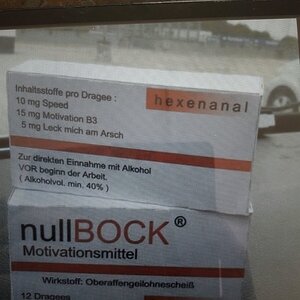 Inhaltsstoffe pro Dragee :
10 mg Speed
15 mg Motivation B3
5 mg Leck mich am Arsch
hexenanal
Zur direkten Einnahme mit Alkohol
VOR beginn der Arbeit.
( Alkoholvol. min. 40% )
nullBOCK®
Motivationsmittel
Wirkstoff: Oberaffengeilohnescheiß
12 Dragees